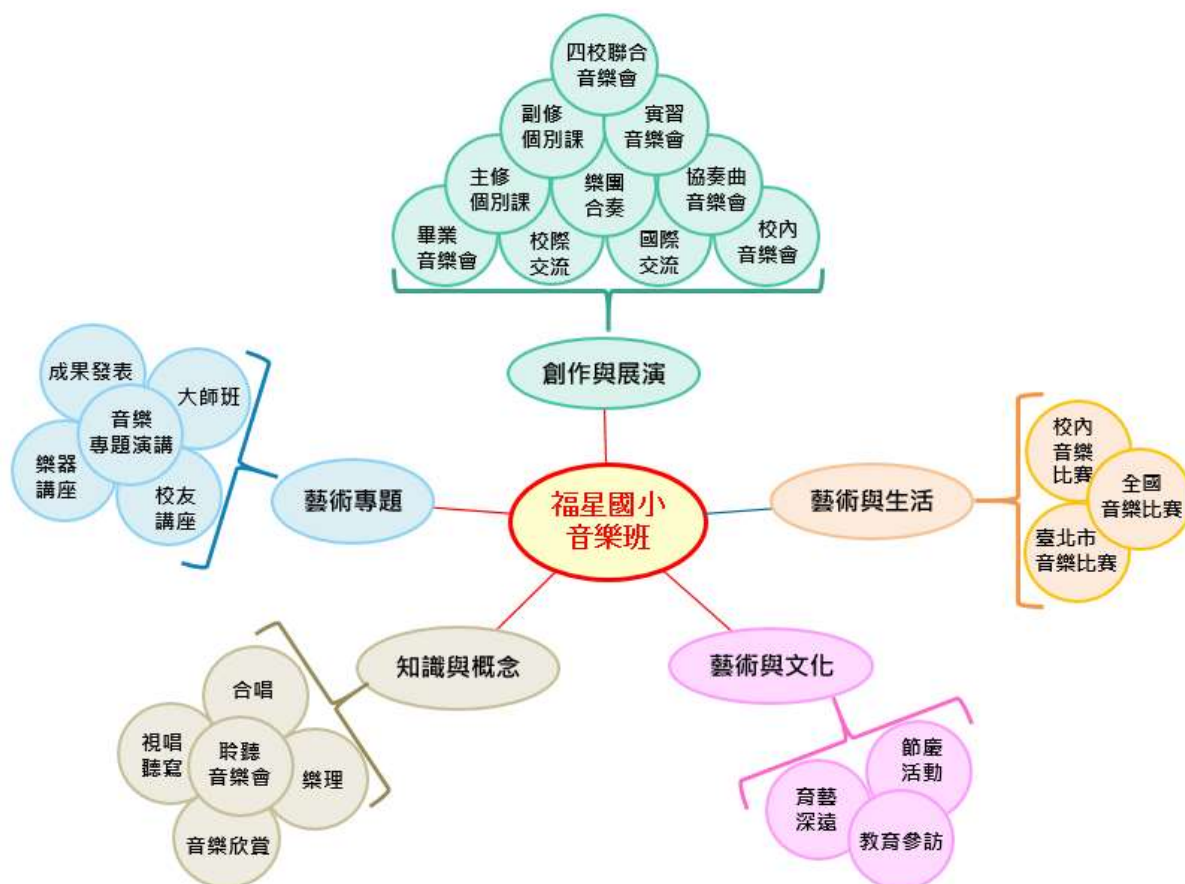 四校聯合
音樂會
副修
個別課
實習
音樂會
主修
個別課
樂團
合奏
協奏曲
音樂會
畢業
音樂會
校際
交流
國際
交流
校內
音樂會
創作與展演
成果發表
大師班
音樂
專題演講
樂器
講座
校友
講座
藝術專題
福星國小
音樂班
藝術與生活
校內
音樂
比賽
全國
音樂比賽
臺北市
音樂比賽
知識與概念
合唱
視唱
聽寫
聆聽
音樂會
樂理
音樂欣賞
藝術與文化
節慶
活動
育藝
深遠
教育參訪